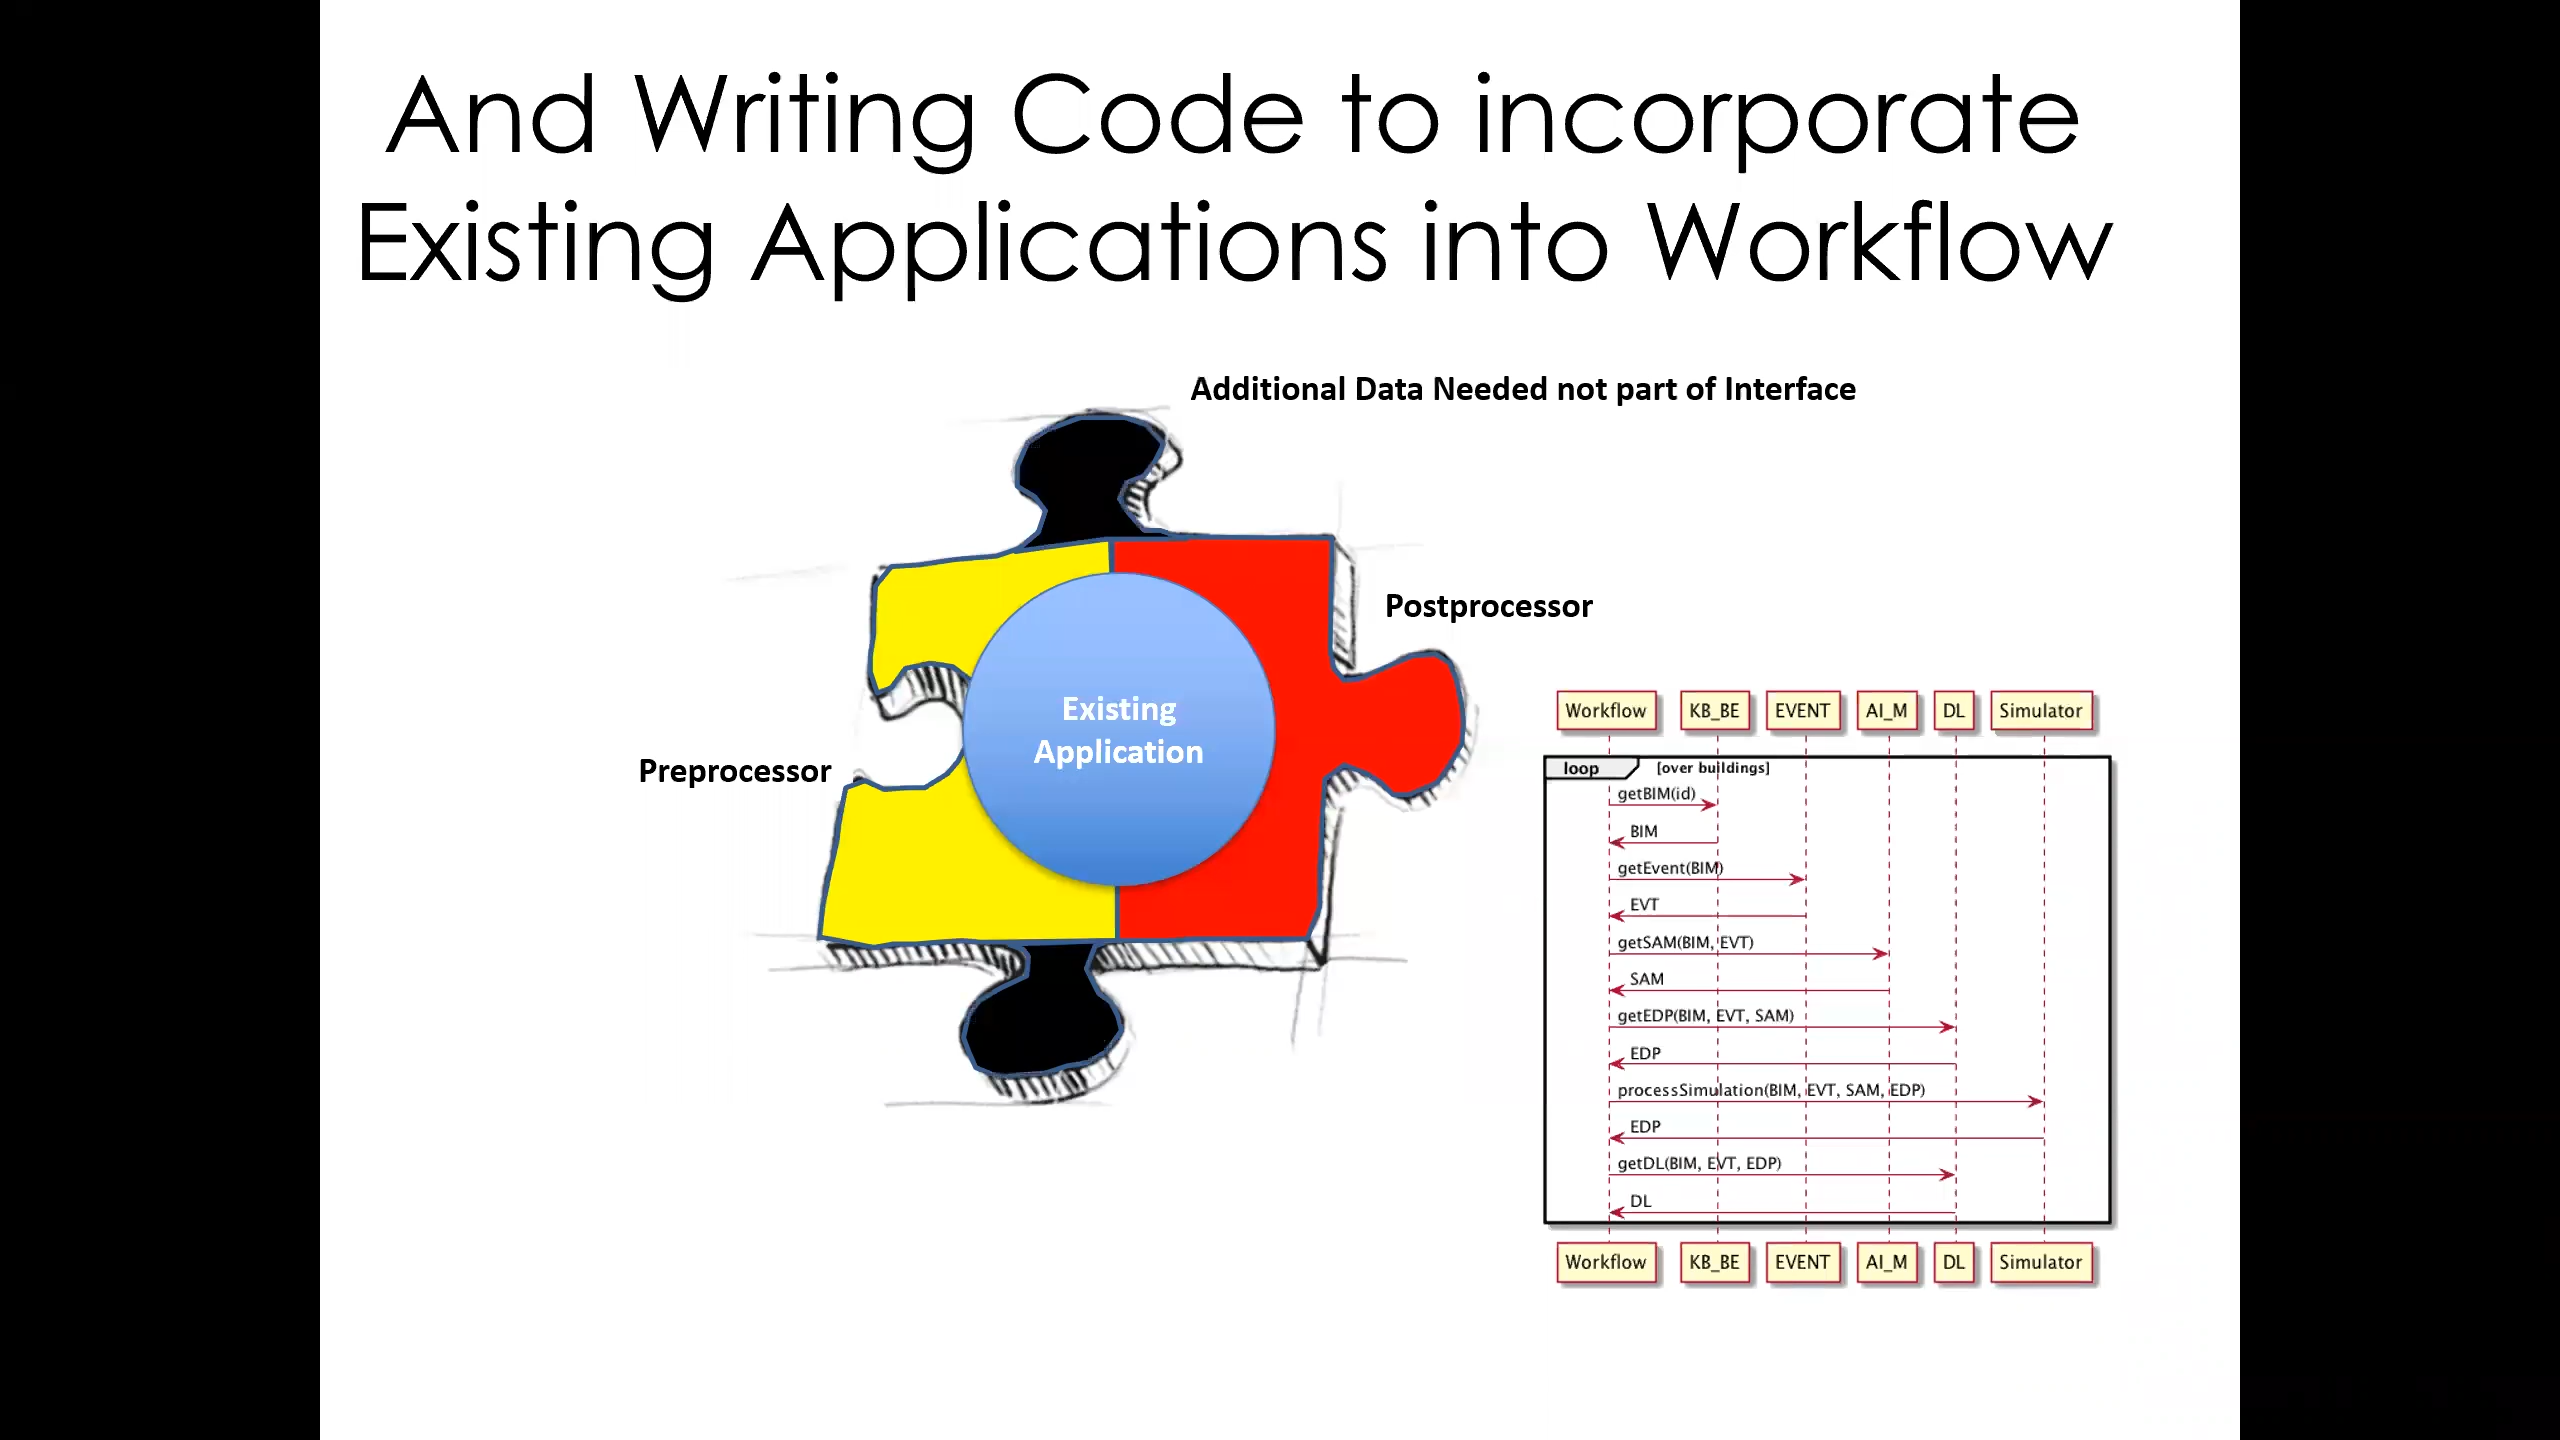 And Writing Code to incorporate
Existing Applications into Workflow
Additional Data Needed not part of Interface
Postprocessor
Existing
Application
Preprocessor
Workflow KB_BE EVENT AI_M DL Simulator
loop [over buildings]
getBIM(id)
BIM
getEvent(BIM)
EVT
getSAM(BIM, EVT)
SAM
getEDP(BIM, EVT, SAM)
EDP
processSimulation(BIM, EVT, SAM, EDP)
EDP
getDL(BIM, EVT, EDP)
DL
Workflow KB_BE EVENT AI_M DL Simulator